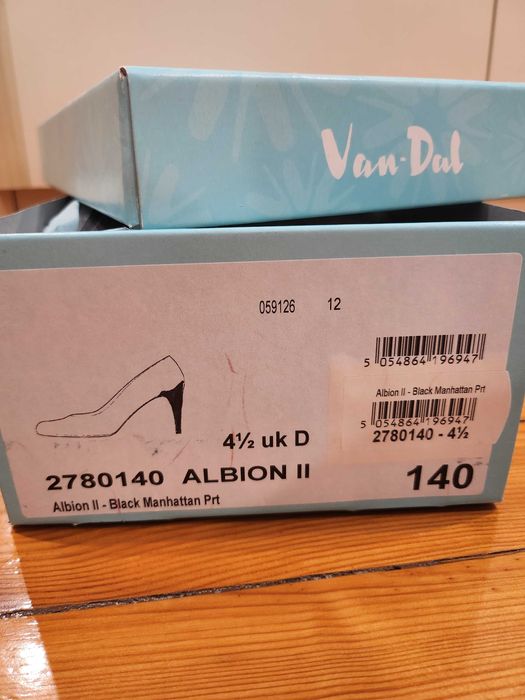 Van-Dal
059126 12
5 054864 196947
Albion II - Black Manhattan Prt
5 054864 196947
2780140 - 4½
4½ uk D
2780140 ALBION II 140
Albion II - Black Manhattan Prt